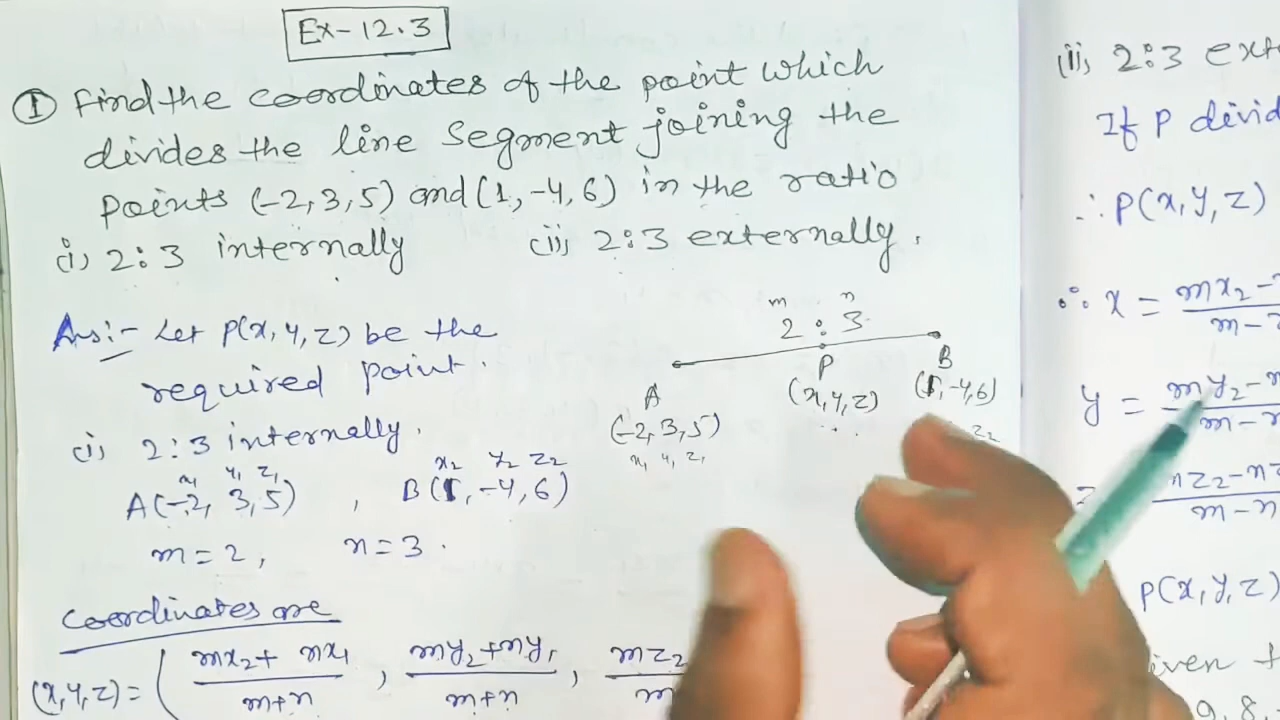 Ex-12.3
① Find the coordinates of the point which
divides the line segment joining the
points (-2,3,5) and (1,-4,6) in the ratio
(i) 2:3 internally (ii) 2:3 externally.
Ans:- Let P(x,y,z) be the
required point.
(i) 2:3 internally.
x₁ y₁ z₁ x₂ y₂ z₂
A(-2, 3,5) , B(1,-4,6)
m=2, n=3.
Coordinates are
(x,y,z)=( mx₂+ nx₁ / m+n , my₂+ny₁ / m+n , mz₂
m n
2 : 3
A P B
(-2,3,5) (x,y,z) (1,-4,6)
x₁ y₁ z₁ z₂
(ii) 2:3
If P
∴ P(x,y,z)
∴ x = mx₂- / m-
y = my₂- / m-
z₂-n / m-n
P(x,y,z)
9,8,